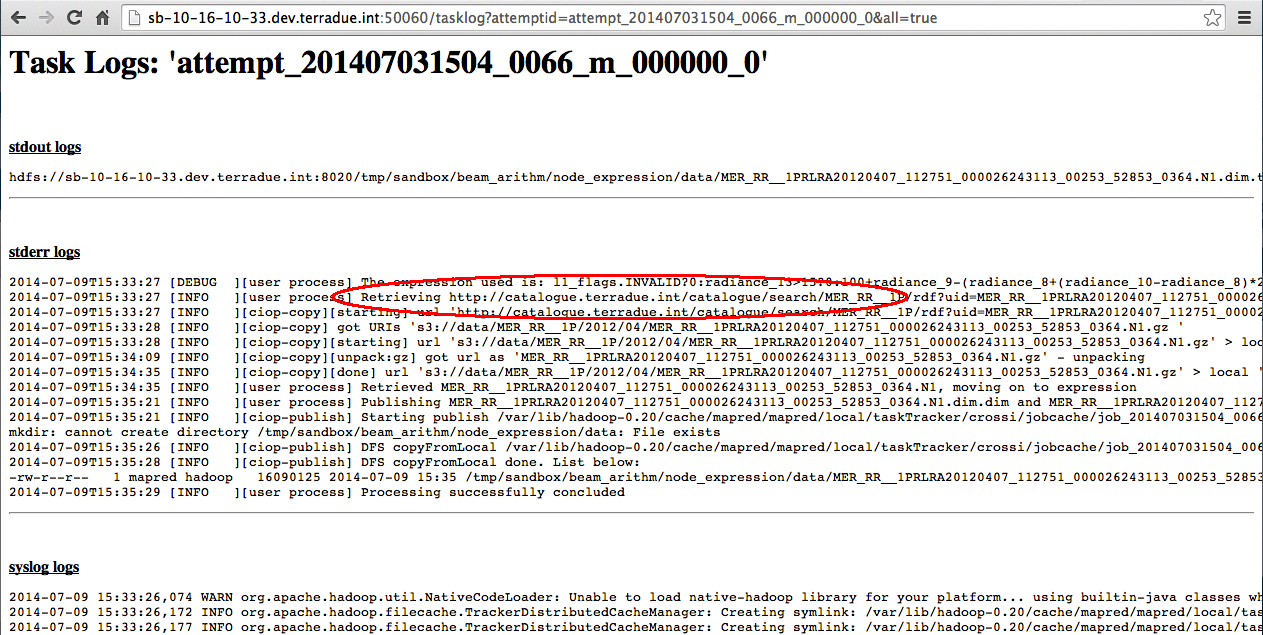 sb-10-16-10-33.dev.terradue.int:50060/tasklog?attemptid=attempt_201407031504_0066_m_000000_0&all=true
Task Logs: 'attempt_201407031504_0066_m_000000_0'
stdout logs
hdfs://sb-10-16-10-33.dev.terradue.int:8020/tmp/sandbox/beam_arithm/node_expression/data/MER_RR__1PRLRA20120407_112751_000026243113_00253_52853_0364.N1.dim.t
stderr logs
2014-07-09T15:33:27 [DEBUG  ][user process] The expression used is: l1_flags.INVALID?0:radiance_13>1500:100+radiance_9-(radiance_8+(radiance_10-radiance_8)*2
2014-07-09T15:33:27 [INFO   ][user process] Retrieving http://catalogue.terradue.int/catalogue/search/MER_RR__1P/rdf?uid=MER_RR__1PRLRA20120407_112751_000026
2014-07-09T15:33:27 [INFO   ][ciop-copy][starting] url 'http://catalogue.terradue.int/catalogue/search/MER_RR__1P/rdf?uid=MER_RR__1PRLRA20120407_112751_00002
2014-07-09T15:33:28 [INFO   ][ciop-copy] got URIs 's3://data/MER_RR__1P/2012/04/MER_RR__1PRLRA20120407_112751_000026243113_00253_52853_0364.N1.gz '
2014-07-09T15:33:28 [INFO   ][ciop-copy][starting] url 's3://data/MER_RR__1P/2012/04/MER_RR__1PRLRA20120407_112751_000026243113_00253_52853_0364.N1.gz' > loc
2014-07-09T15:34:09 [INFO   ][ciop-copy][unpack:gz] got url as 'MER_RR__1PRLRA20120407_112751_000026243113_00253_52853_0364.N1.gz' - unpacking
2014-07-09T15:34:35 [INFO   ][ciop-copy][done] url 's3://data/MER_RR__1P/2012/04/MER_RR__1PRLRA20120407_112751_000026243113_00253_52853_0364.N1.gz' > local '
2014-07-09T15:34:35 [INFO   ][user process] Retrieved MER_RR__1PRLRA20120407_112751_000026243113_00253_52853_0364.N1, moving on to expression
2014-07-09T15:35:21 [INFO   ][user process] Publishing MER_RR__1PRLRA20120407_112751_000026243113_00253_52853_0364.N1.dim.dim and MER_RR__1PRLRA20120407_1127
2014-07-09T15:35:21 [INFO   ][ciop-publish] Starting publish /var/lib/hadoop-0.20/cache/mapred/mapred/local/taskTracker/crossi/jobcache/job_201407031504_0066
mkdir: cannot create directory /tmp/sandbox/beam_arithm/node_expression/data: File exists
2014-07-09T15:35:26 [INFO   ][ciop-publish] DFS copyFromLocal /var/lib/hadoop-0.20/cache/mapred/mapred/local/taskTracker/crossi/jobcache/job_201407031504_006
2014-07-09T15:35:28 [INFO   ][ciop-publish] DFS copyFromLocal done. List below:
-rw-r--r--   1 mapred hadoop   16090125 2014-07-09 15:35 /tmp/sandbox/beam_arithm/node_expression/data/MER_RR__1PRLRA20120407_112751_000026243113_00253_5285
2014-07-09T15:35:29 [INFO   ][user process] Processing successfully concluded
syslog logs
2014-07-09 15:33:26,074 WARN org.apache.hadoop.util.NativeCodeLoader: Unable to load native-hadoop library for your platform... using builtin-java classes wh
2014-07-09 15:33:26,172 INFO org.apache.hadoop.filecache.TrackerDistributedCacheManager: Creating symlink: /var/lib/hadoop-0.20/cache/mapred/mapred/local/tas
2014-07-09 15:33:26,177 INFO org.apache.hadoop.filecache.TrackerDistributedCacheManager: Creating symlink: /var/lib/hadoop-0.20/cache/mapred/mapred/local/tas